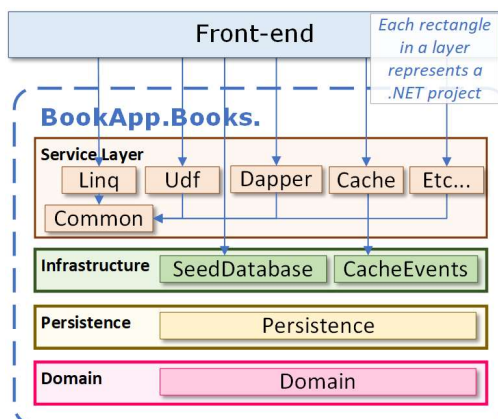 Front-end
Each rectangle
in a layer
represents a
.NET project
BookApp.Books.
Service Layer
Linq
Udf
Dapper
Cache
Etc...
Common
Infrastructure
SeedDatabase
CacheEvents
Persistence
Persistence
Domain
Domain